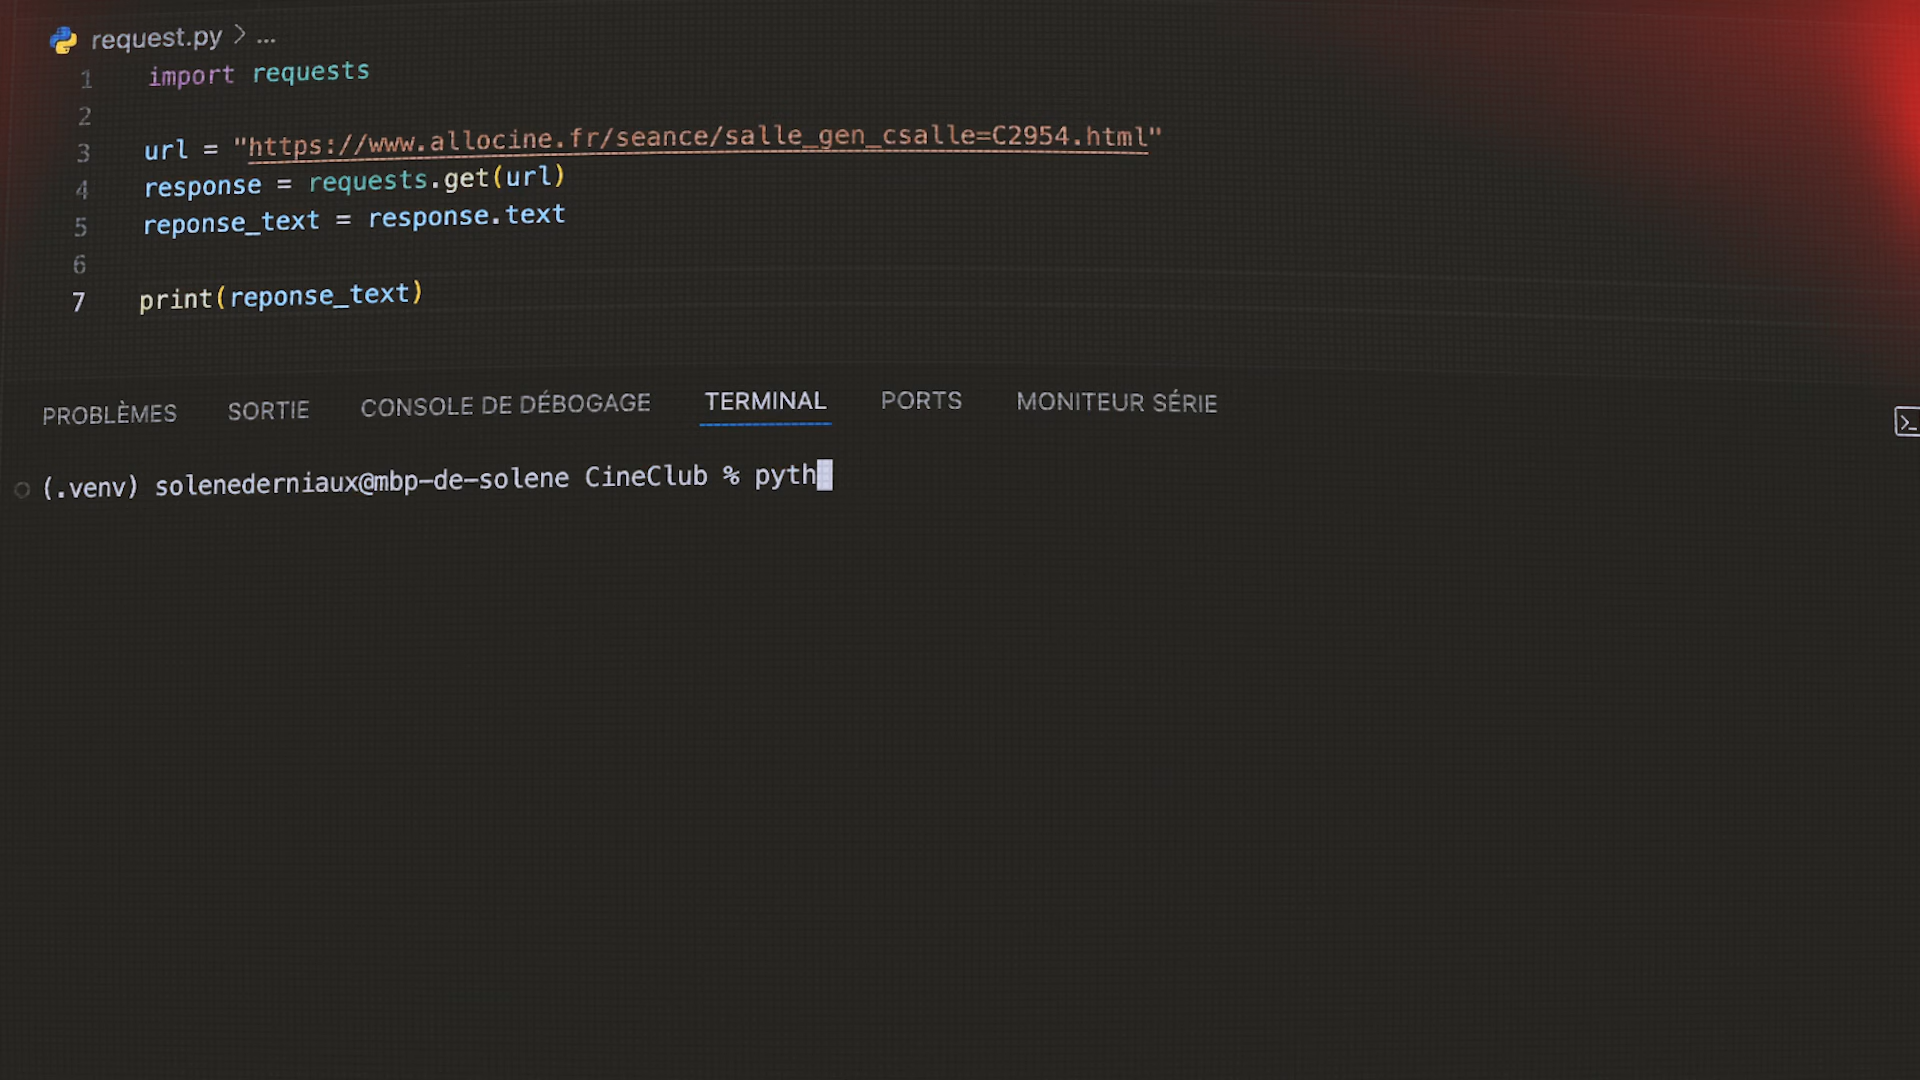 request.py > ...
1 import requests
2
3 url = "https://www.allocine.fr/seance/salle_gen_csalle=C2954.html"
4 response = requests.get(url)
5 reponse_text = response.text
6
7 print(reponse_text)
PROBLÈMES SORTIE CONSOLE DE DÉBOGAGE TERMINAL PORTS MONITEUR SÉRIE
(.venv) solenederniaux@mbp-de-solene CineClub % pyth